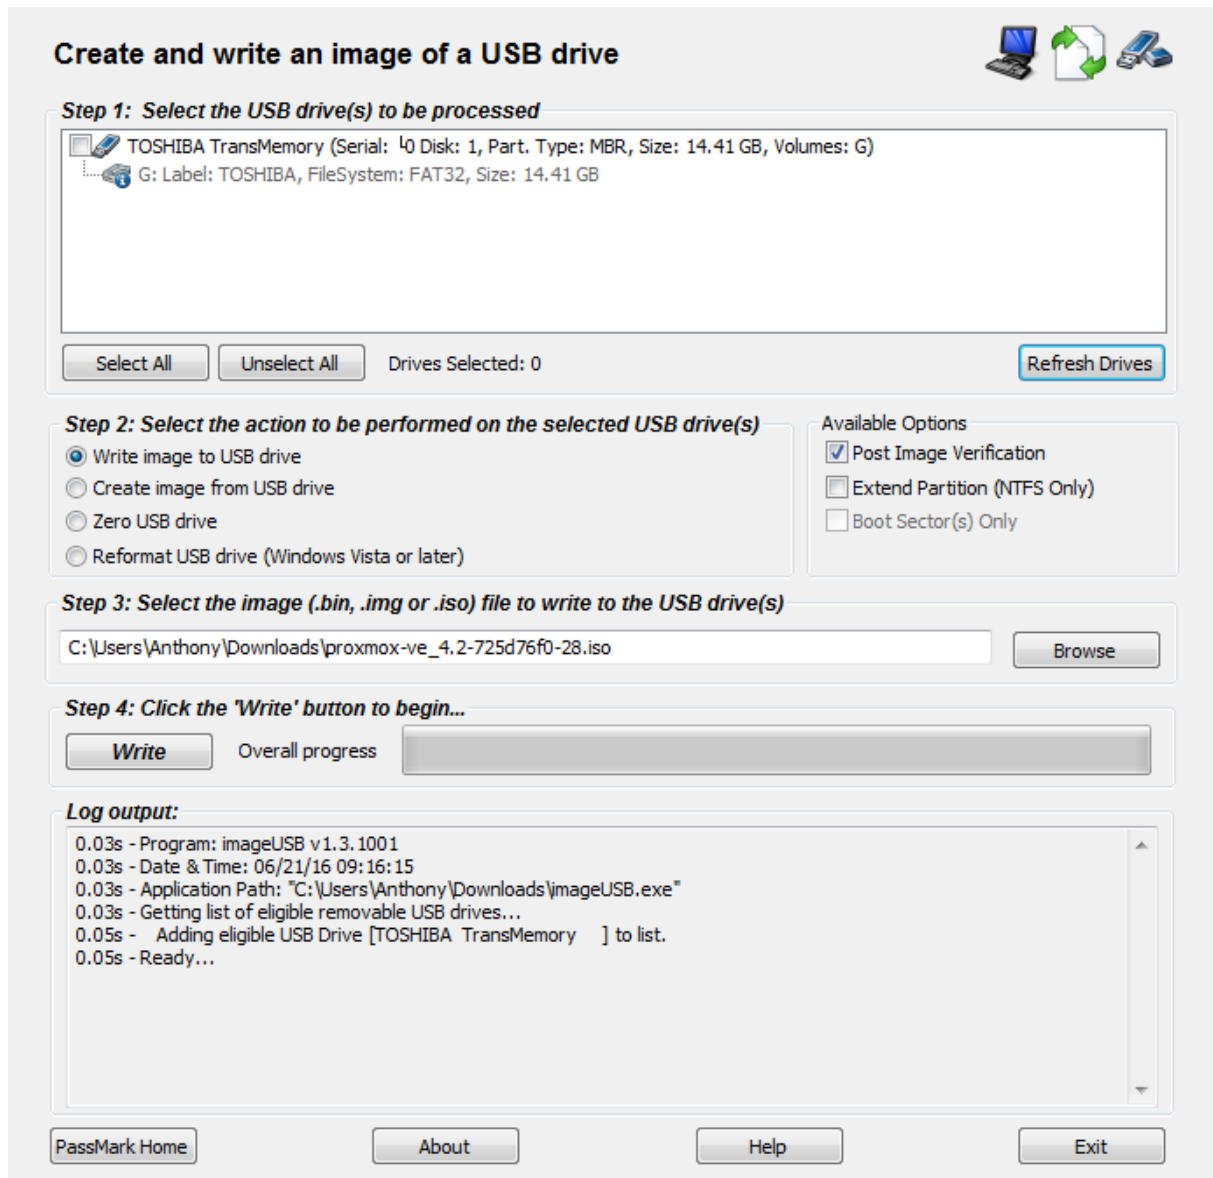 Create and write an image of a USB drive
Step 1: Select the USB drive(s) to be processed
TOSHIBA TransMemory (Serial: 0 Disk: 1, Part. Type: MBR, Size: 14.41 GB, Volumes: G)
G: Label: TOSHIBA, FileSystem: FAT32, Size: 14.41 GB
Select All Unselect All Drives Selected: 0 Refresh Drives
Step 2: Select the action to be performed on the selected USB drive(s)
Write image to USB drive
Create image from USB drive
Zero USB drive
Reformat USB drive (Windows Vista or later)
Available Options
Post Image Verification
Extend Partition (NTFS Only)
Boot Sector(s) Only
Step 3: Select the image (.bin, .img or .iso) file to write to the USB drive(s)
C:\Users\Anthony\Downloads\proxmox-ve_4.2-725d76f0-28.iso Browse
Step 4: Click the 'Write' button to begin...
Write Overall progress
Log output:
0.03s - Program: imageUSB v1.3.1001
0.03s - Date & Time: 06/21/16 09:16:15
0.03s - Application Path: "C:\Users\Anthony\Downloads\imageUSB.exe"
0.03s - Getting list of eligible removable USB drives...
0.05s - Adding eligible USB Drive [TOSHIBA TransMemory ] to list.
0.05s - Ready...
PassMark Home About Help Exit